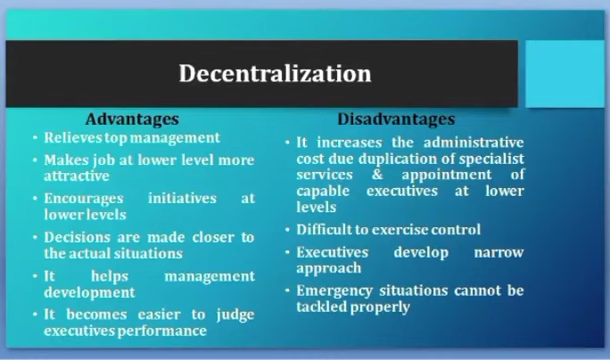 Decentralization
Advantages
• Relieves top management
• Makes job at lower level more
attractive
• Encourages initiatives at
lower levels
• Decisions are made closer to
the actual situations
• It helps management
development
• It becomes easier to judge
executives performance
Disadvantages
• It increases the administrative
cost due duplication of specialist
services & appointment of
capable executives at lower
levels
• Difficult to exercise control
• Executives develop narrow
approach
• Emergency situations cannot be
tackled properly